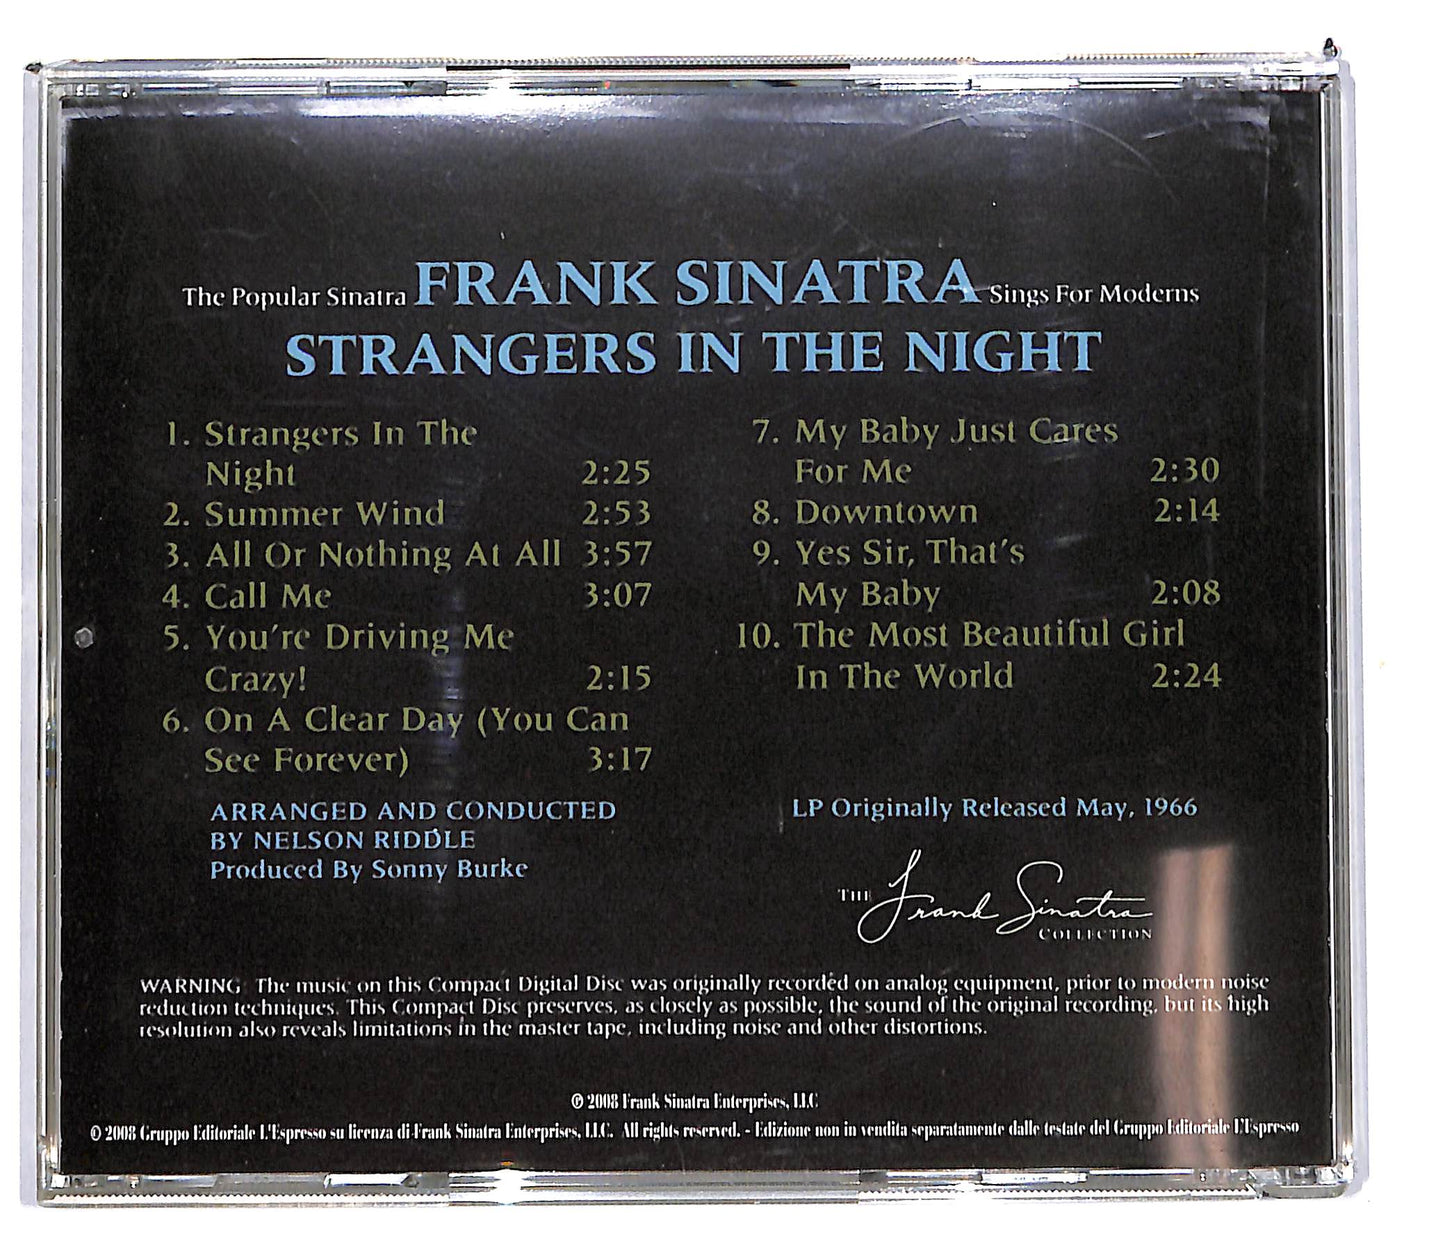 The Popular Sinatra FRANK SINATRA Sings For Moderns
STRANGERS IN THE NIGHT
1. Strangers In The
Night 2:25
2. Summer Wind 2:53
3. All Or Nothing At All 3:57
4. Call Me 3:07
5. You're Driving Me
Crazy! 2:15
6. On A Clear Day (You Can
See Forever) 3:17
7. My Baby Just Cares
For Me 2:30
8. Downtown 2:14
9. Yes Sir, That's
My Baby 2:08
10. The Most Beautiful Girl
In The World 2:24
ARRANGED AND CONDUCTED
BY NELSON RIDDLE
Produced By Sonny Burke
LP Originally Released May, 1966
THE Frank Sinatra
COLLECTION
WARNING The music on this Compact Digital Disc was originally recorded on analog equipment, prior to modern noise
reduction techniques. This Compact Disc preserves, as closely as possible, the sound of the original recording, but its high
resolution also reveals limitations in the master tape, including noise and other distortions.
℗ 2008 Frank Sinatra Enterprises, LLC
© 2008 Gruppo Editoriale L'Espresso su licenza di Frank Sinatra Enterprises, LLC. All rights reserved. - Edizione non in vendita separatamente dalle testate del Gruppo Editoriale L'Espresso